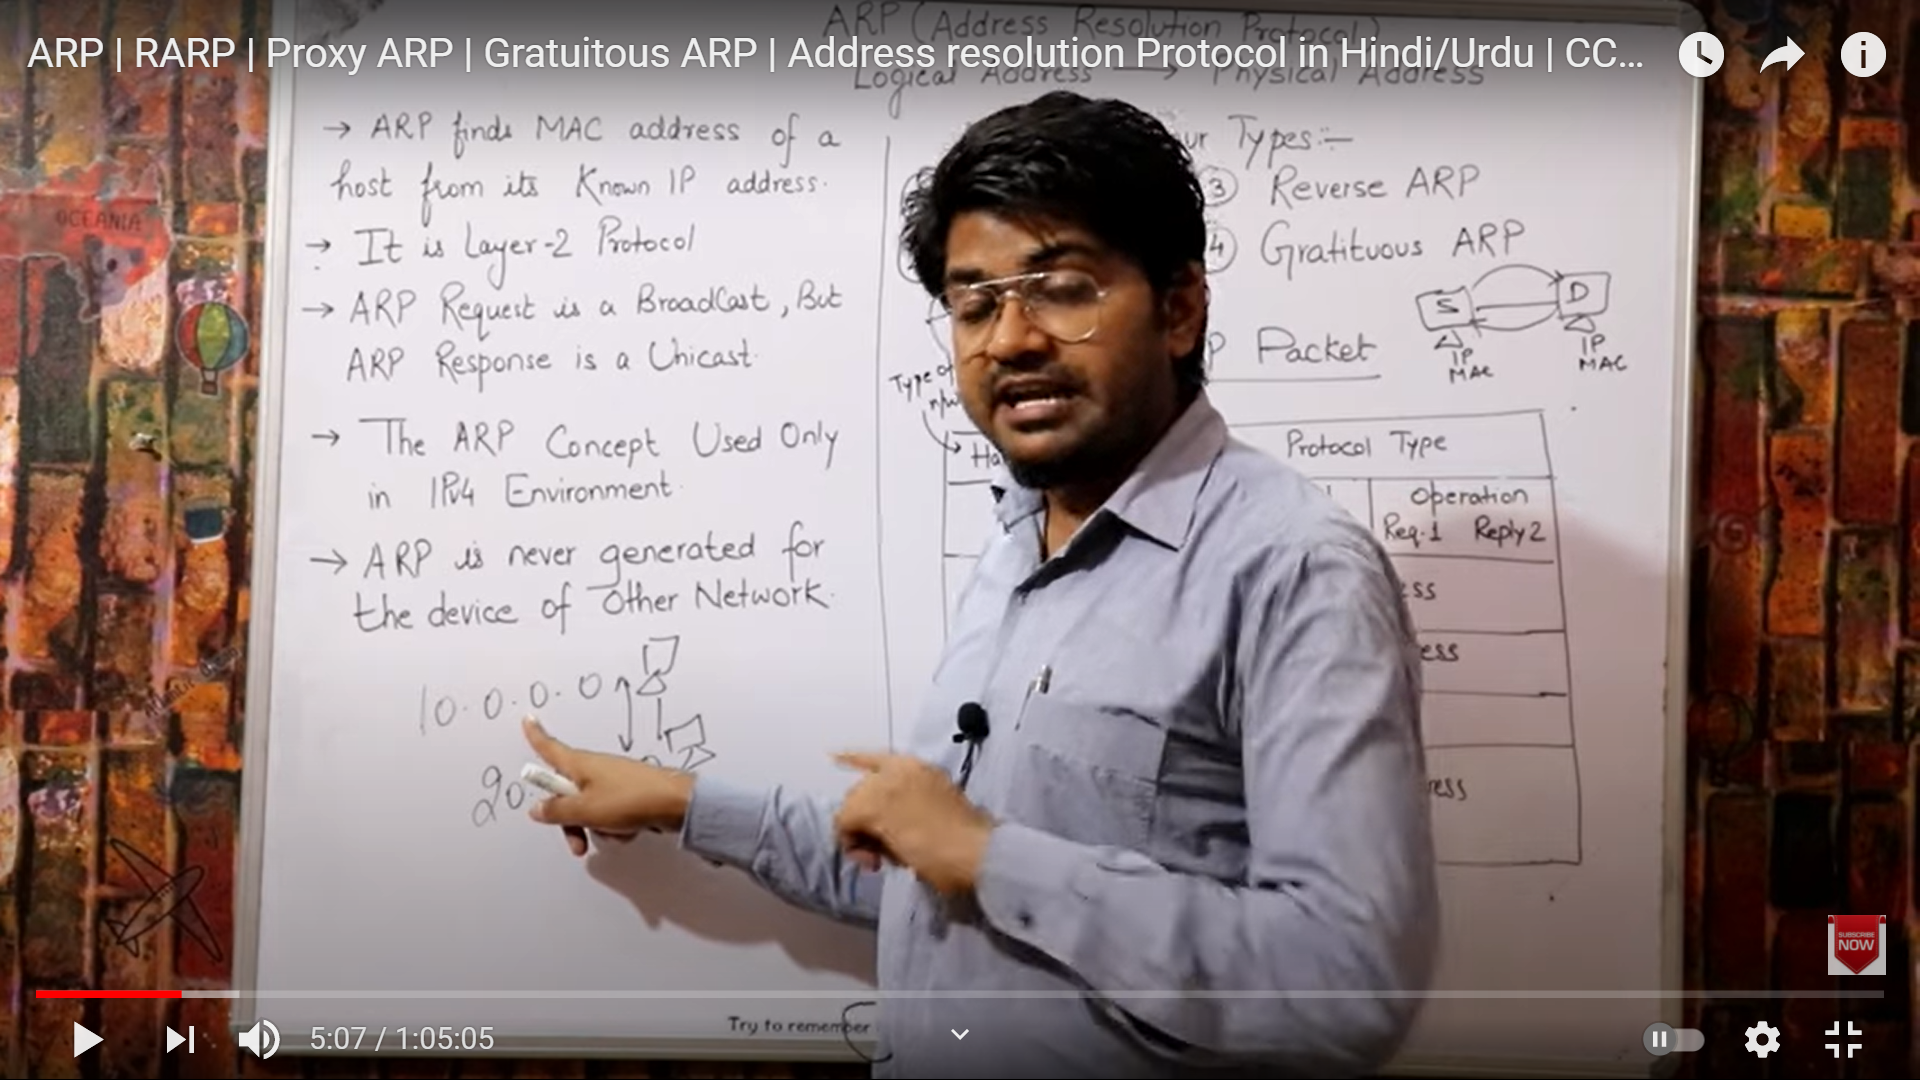 ARP (Address Resolution Protocol)
ARP | RARP | Proxy ARP | Gratuitous ARP | Address resolution Protocol in Hindi/Urdu | CC...
Logical Address → Physical Address
→ ARP finds MAC address of a
host from its Known IP address.
→ It is Layer-2 Protocol
→ ARP Request is a BroadCast, But
ARP Response is a Unicast.
→ The ARP Concept Used Only
in IPv4 Environment.
→ ARP is never generated for
the device of Other Network.
10.0.0.0
20.
Types:-
3 Reverse ARP
4 Gratituous ARP
S D
IP
MAC
IP
MAC
Packet
Type of
n/w
Protocol Type
Operation
Req.1 Reply 2
OCEANIA
SUBSCRIBE
NOW
Try to remember
5:07 / 1:05:05